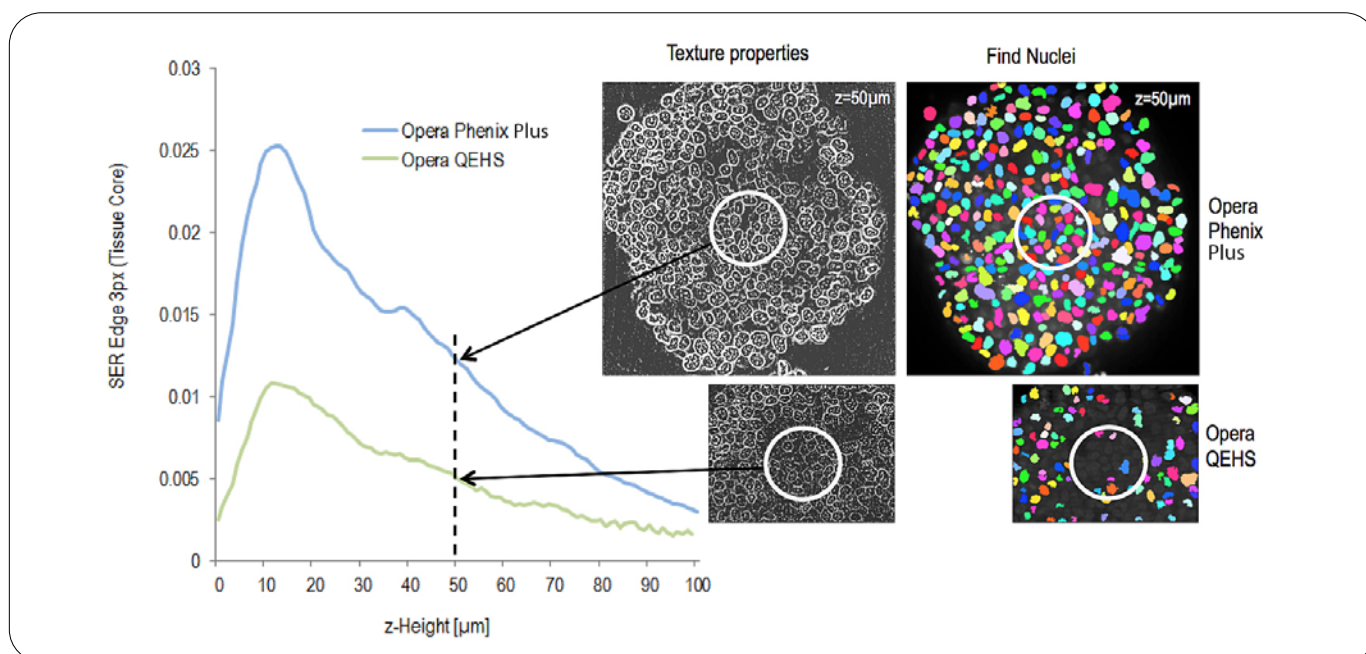 Texture properties
Find Nuclei
0.03
0.025
0.02
0.015
0.01
0.005
0
SER Edge 3px (Tissue Core)
Opera Phenix Plus
Opera QEHS
z=50µm
z=50µm
Opera
Phenix
Plus
Opera
QEHS
0 10 20 30 40 50 60 70 80 90 100
z-Height [µm]